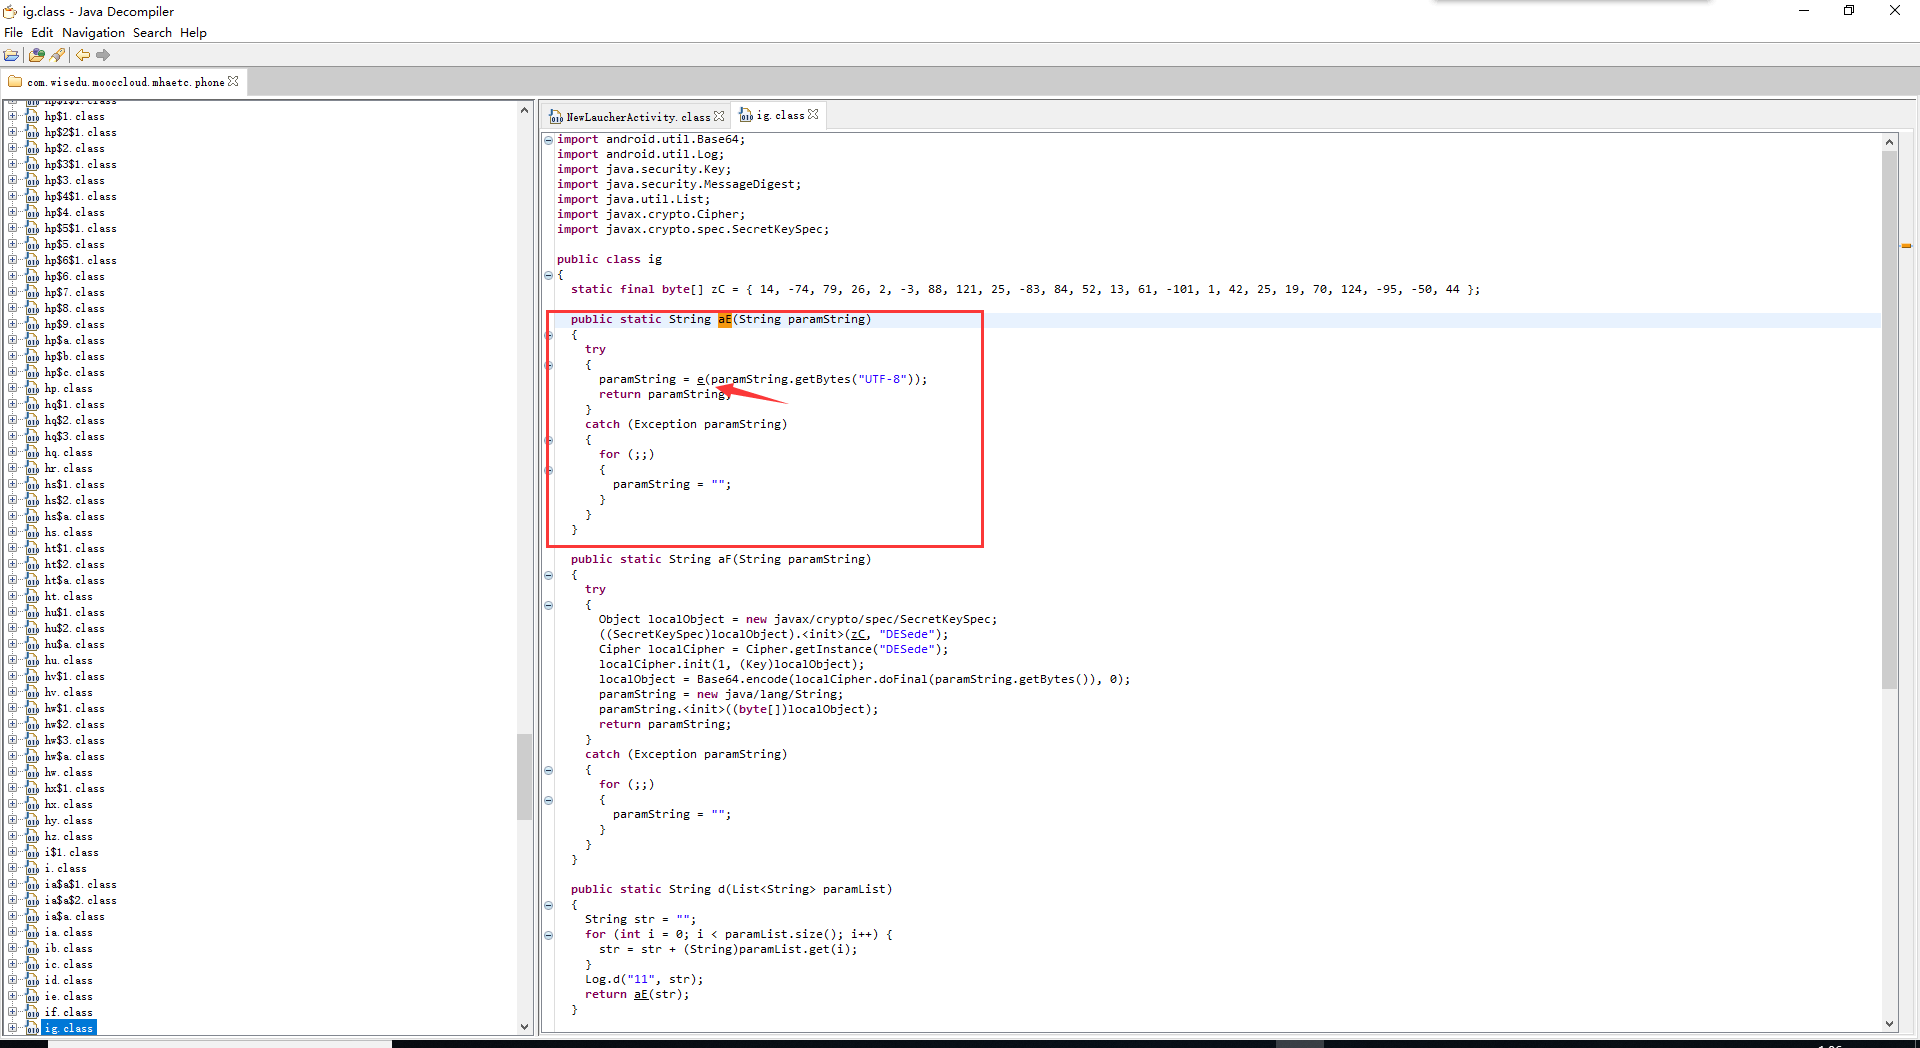 ig.class - Java Decompiler
File Edit Navigation Search Help
com.wisedu.mooccloud.mhaetc.phone
hp$1$1.class
hp$1.class
hp$2$1.class
hp$2.class
hp$3$1.class
hp$3.class
hp$4$1.class
hp$4.class
hp$5$1.class
hp$5.class
hp$6$1.class
hp$6.class
hp$7.class
hp$8.class
hp$9.class
hp$a.class
hp$b.class
hp$c.class
hp.class
hq$1.class
hq$2.class
hq$3.class
hq.class
hr.class
hs$1.class
hs$2.class
hs$a.class
hs.class
ht$1.class
ht$2.class
ht$a.class
ht.class
hu$1.class
hu$2.class
hu$a.class
hu.class
hv$1.class
hv.class
hw$1.class
hw$2.class
hw$3.class
hw$a.class
hw.class
hx$1.class
hx.class
hy.class
hz.class
i$1.class
i.class
ia$a$1.class
ia$a$2.class
ia$a.class
ia.class
ib.class
ic.class
id.class
ie.class
if.class
ig.class
NewLaucherActivity.class ig.class
import android.util.Base64;
import android.util.Log;
import java.security.Key;
import java.security.MessageDigest;
import java.util.List;
import javax.crypto.Cipher;
import javax.crypto.spec.SecretKeySpec;
public class ig
{
static final byte[] zC = { 14, -74, 79, 26, 2, -3, 88, 121, 25, -83, 84, 52, 13, 61, -101, 1, 42, 25, 19, 70, 124, -95, -50, 44 };
public static String aE(String paramString)
{
try
{
paramString = e(paramString.getBytes("UTF-8"));
return paramString;
}
catch (Exception paramString)
{
for (;;)
{
paramString = "";
}
}
}
public static String aF(String paramString)
{
try
{
Object localObject = new javax/crypto/spec/SecretKeySpec;
((SecretKeySpec)localObject).<init>(zC, "DESede");
Cipher localCipher = Cipher.getInstance("DESede");
localCipher.init(1, (Key)localObject);
localObject = Base64.encode(localCipher.doFinal(paramString.getBytes()), 0);
paramString = new java/lang/String;
paramString.<init>((byte[])localObject);
return paramString;
}
catch (Exception paramString)
{
for (;;)
{
paramString = "";
}
}
}
public static String d(List<String> paramList)
{
String str = "";
for (int i = 0; i < paramList.size(); i++) {
str = str + (String)paramList.get(i);
}
Log.d("11", str);
return aE(str);
}